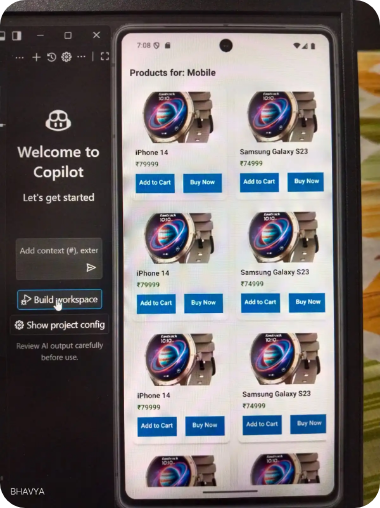 Welcome to
Copilot
Let's get started
Add context (#), exter
Build workspace
Show project config
Review AI output carefully
before use.
7:08
Products for: Mobile
iPhone 14
₹79999
Add to Cart
Buy Now
Samsung Galaxy S23
₹74999
Add to Cart
Buy Now
iPhone 14
₹79999
Add to Cart
Buy Now
Samsung Galaxy S23
₹74999
Add to Cart
Buy Now
iPhone 14
₹79999
Add to Cart
Buy Now
Samsung Galaxy S23
₹74999
Add to Cart
Buy Now
BHAVYA